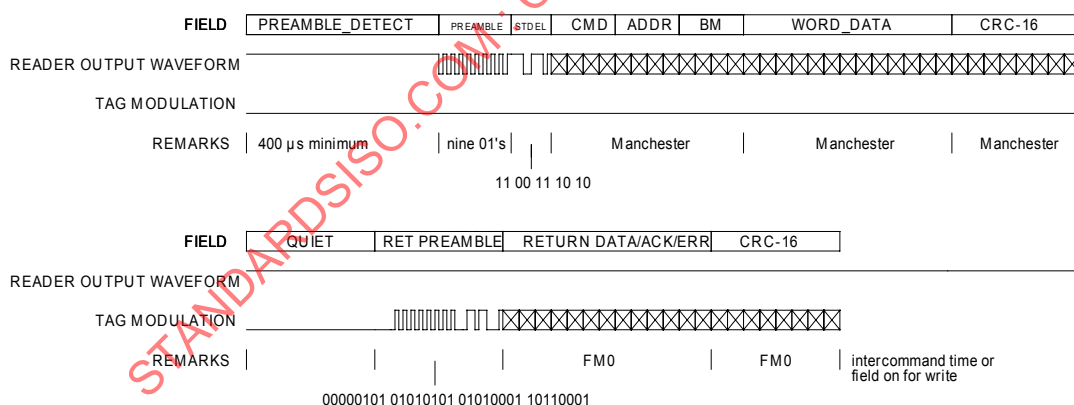 FIELD PREAMBLE_DETECT PREAMBLE STDEL CMD ADDR BM WORD_DATA CRC-16
READER OUTPUT WAVEFORM
TAG MODULATION
REMARKS 400 µs minimum nine 01's Manchester Manchester Manchester
11 00 11 10 10
FIELD QUIET RET PREAMBLE RETURN DATA/ACK/ERR CRC-16
READER OUTPUT WAVEFORM
TAG MODULATION
REMARKS FM0 FM0 intercommand time or
field on for write
00000101 01010101 01010001 10110001
STANDARDSISO.COM :